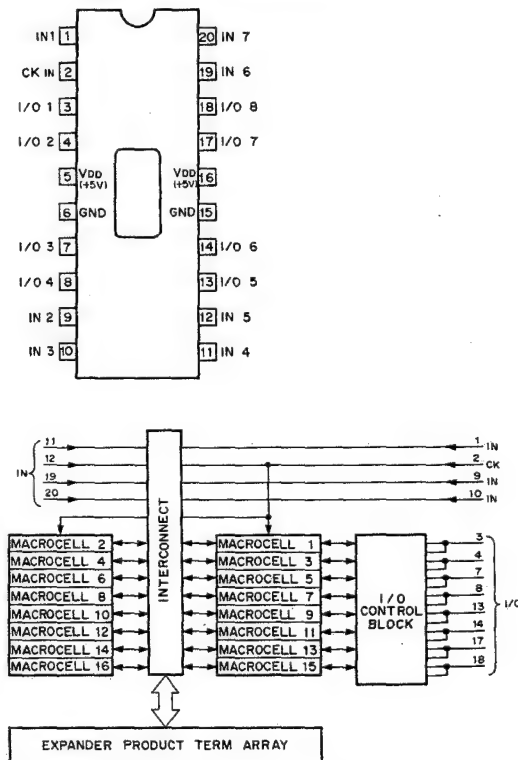 IN1 1 20 IN 7
CK IN 2 19 IN 6
I/O 1 3 18 I/O 8
I/O 2 4 17 I/O 7
5 VDD (+5V) VDD (+5V) 16
6 GND GND 15
I/O 3 7 14 I/O 6
I/O 4 8 13 I/O 5
IN 2 9 12 IN 5
IN 3 10 11 IN 4
IN
11
12
19
20
1 IN
2 CK
9 IN
10 IN
INTERCONNECT
MACROCELL 2
MACROCELL 4
MACROCELL 6
MACROCELL 8
MACROCELL 10
MACROCELL 12
MACROCELL 14
MACROCELL 16
MACROCELL 1
MACROCELL 3
MACROCELL 5
MACROCELL 7
MACROCELL 9
MACROCELL 11
MACROCELL 13
MACROCELL 15
I/O
CONTROL
BLOCK
3
4
7
8
13
14
17
18
I/O
EXPANDER PRODUCT TERM ARRAY